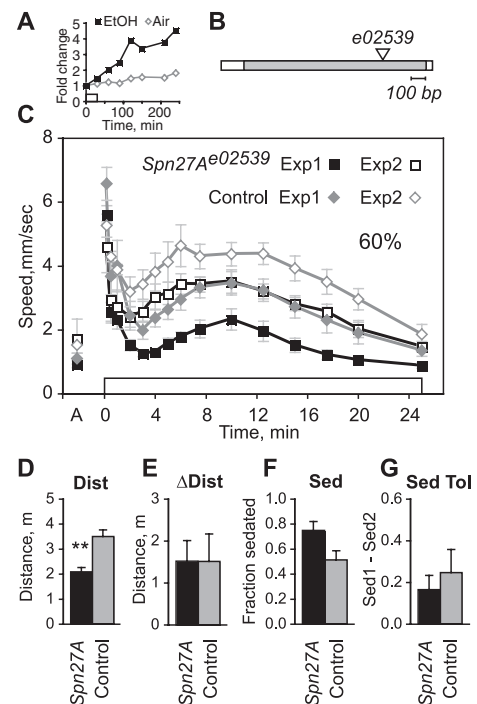 A
EtOH Air
Fold change
5
4
3
2
1
0
0 100 200
Time, min
B
e02539
100 bp
C
Spn27A^e02539 Exp1 Exp2
Control Exp1 Exp2
60%
Speed,mm/sec
8
6
4
2
0
A 0 4 8 12 16 20 24
Time, min
D
Dist
Distance, m
5
4
3
2
1
0
**
Spn27A
Control
E
ΔDist
Distance, m
3
2
1
0
Spn27A
Control
F
Sed
Fraction sedated
1.0
0.8
0.6
0.4
0.2
0.0
Spn27A
Control
G
Sed Tol
Sed1 - Sed2
0.6
0.4
0.2
0.0
Spn27A
Control